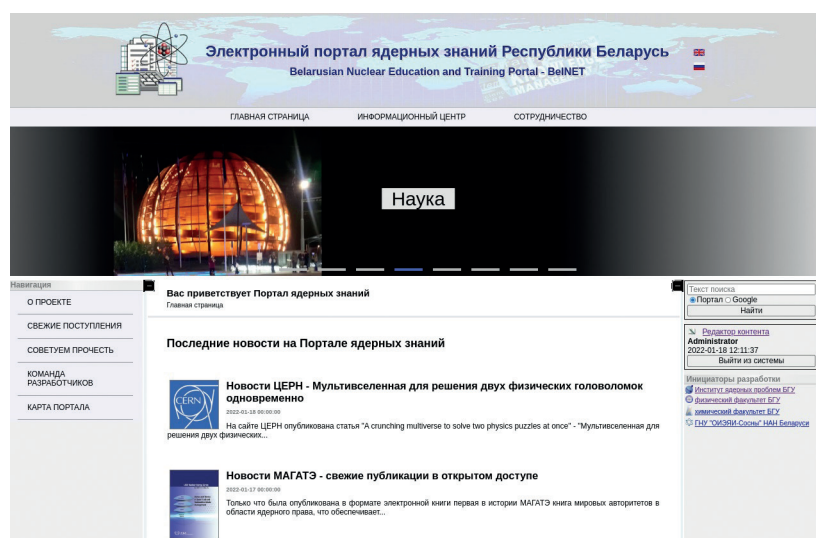 Электронный портал ядерных знаний Республики Беларусь
Belarusian Nuclear Education and Training Portal - BelNET
ГЛАВНАЯ СТРАНИЦА
ИНФОРМАЦИОННЫЙ ЦЕНТР
СОТРУДНИЧЕСТВО
Наука
Навигация
О ПРОЕКТЕ
СВЕЖИЕ ПОСТУПЛЕНИЯ
СОВЕТУЕМ ПРОЧЕСТЬ
КОМАНДА
РАЗРАБОТЧИКОВ
КАРТА ПОРТАЛА
Вас приветствует Портал ядерных знаний
Главная страница
Последние новости на Портале ядерных знаний
CERN
Новости ЦЕРН - Мультивселенная для решения двух физических головоломок
одновременно
2022-01-18 00:00:00
На сайте ЦЕРН опубликована статья "A crunching multiverse to solve two physics puzzles at once" - "Мультивселенная для
решения двух физических...
Новости МАГАТЭ - свежие публикации в открытом доступе
2022-01-17 00:00:00
Только что была опубликована в формате электронной книги первая в истории МАГАТЭ книга мировых авторитетов в
области ядерного права, что обеспечивает...
Текст поиска
Портал Google
Найти
Редактор контента
Administrator
2022-01-18 12:11:37
Выйти из системы
Инициаторы разработки
Институт ядерных проблем БГУ
физический факультет БГУ
химический факультет БГУ
ГНУ "ОИЭЯИ-Сосны" НАН Беларуси